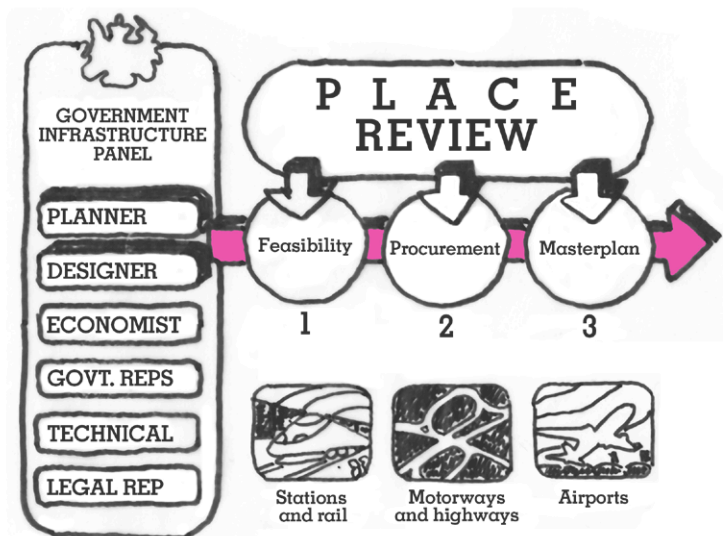 GOVERNMENT
INFRASTRUCTURE
PANEL
PLANNER
DESIGNER
ECONOMIST
GOVT. REPS
TECHNICAL
LEGAL REP
PLACE
REVIEW
Feasibility
Procurement
Masterplan
1
2
3
Stations
and rail
Motorways
and highways
Airports